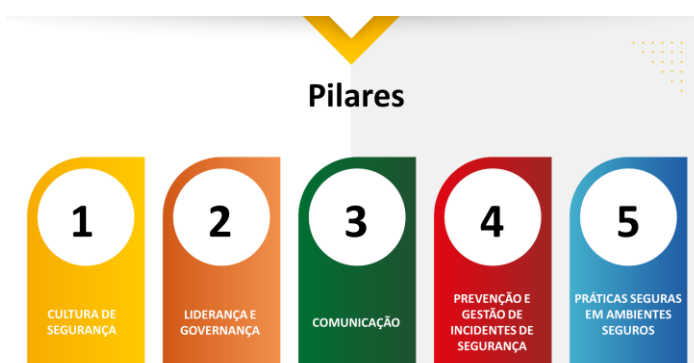 Pilares
1
CULTURA DE
SEGURANÇA
2
LIDERANÇA E
GOVERNANÇA
3
COMUNICAÇÃO
4
PREVENÇÃO E
GESTÃO DE
INCIDENTES DE
SEGURANÇA
5
PRÁTICAS SEGURAS
EM AMBIENTES
SEGUROS